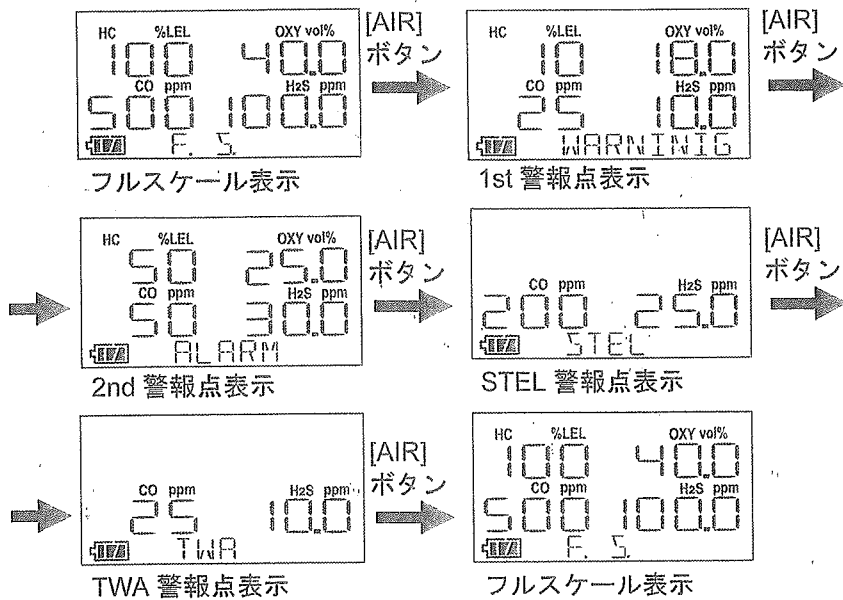 HC %LEL OXY vol%
100 40.0
CO ppm H2S ppm
500 100.0
F. S.
フルスケール表示
[AIR]
ボタン
HC %LEL OXY vol%
10 18.0
CO ppm H2S ppm
25 10.0
WARNINIG
1st 警報点表示
[AIR]
ボタン
HC %LEL OXY vol%
50 25.0
CO ppm H2S ppm
50 30.0
ALARM
2nd 警報点表示
[AIR]
ボタン
CO ppm H2S ppm
200 25.0
STEL
STEL 警報点表示
[AIR]
ボタン
CO ppm H2S ppm
25 10.0
TWA
TWA 警報点表示
[AIR]
ボタン
HC %LEL OXY vol%
100 40.0
CO ppm H2S ppm
500 100.0
F. S.
フルスケール表示